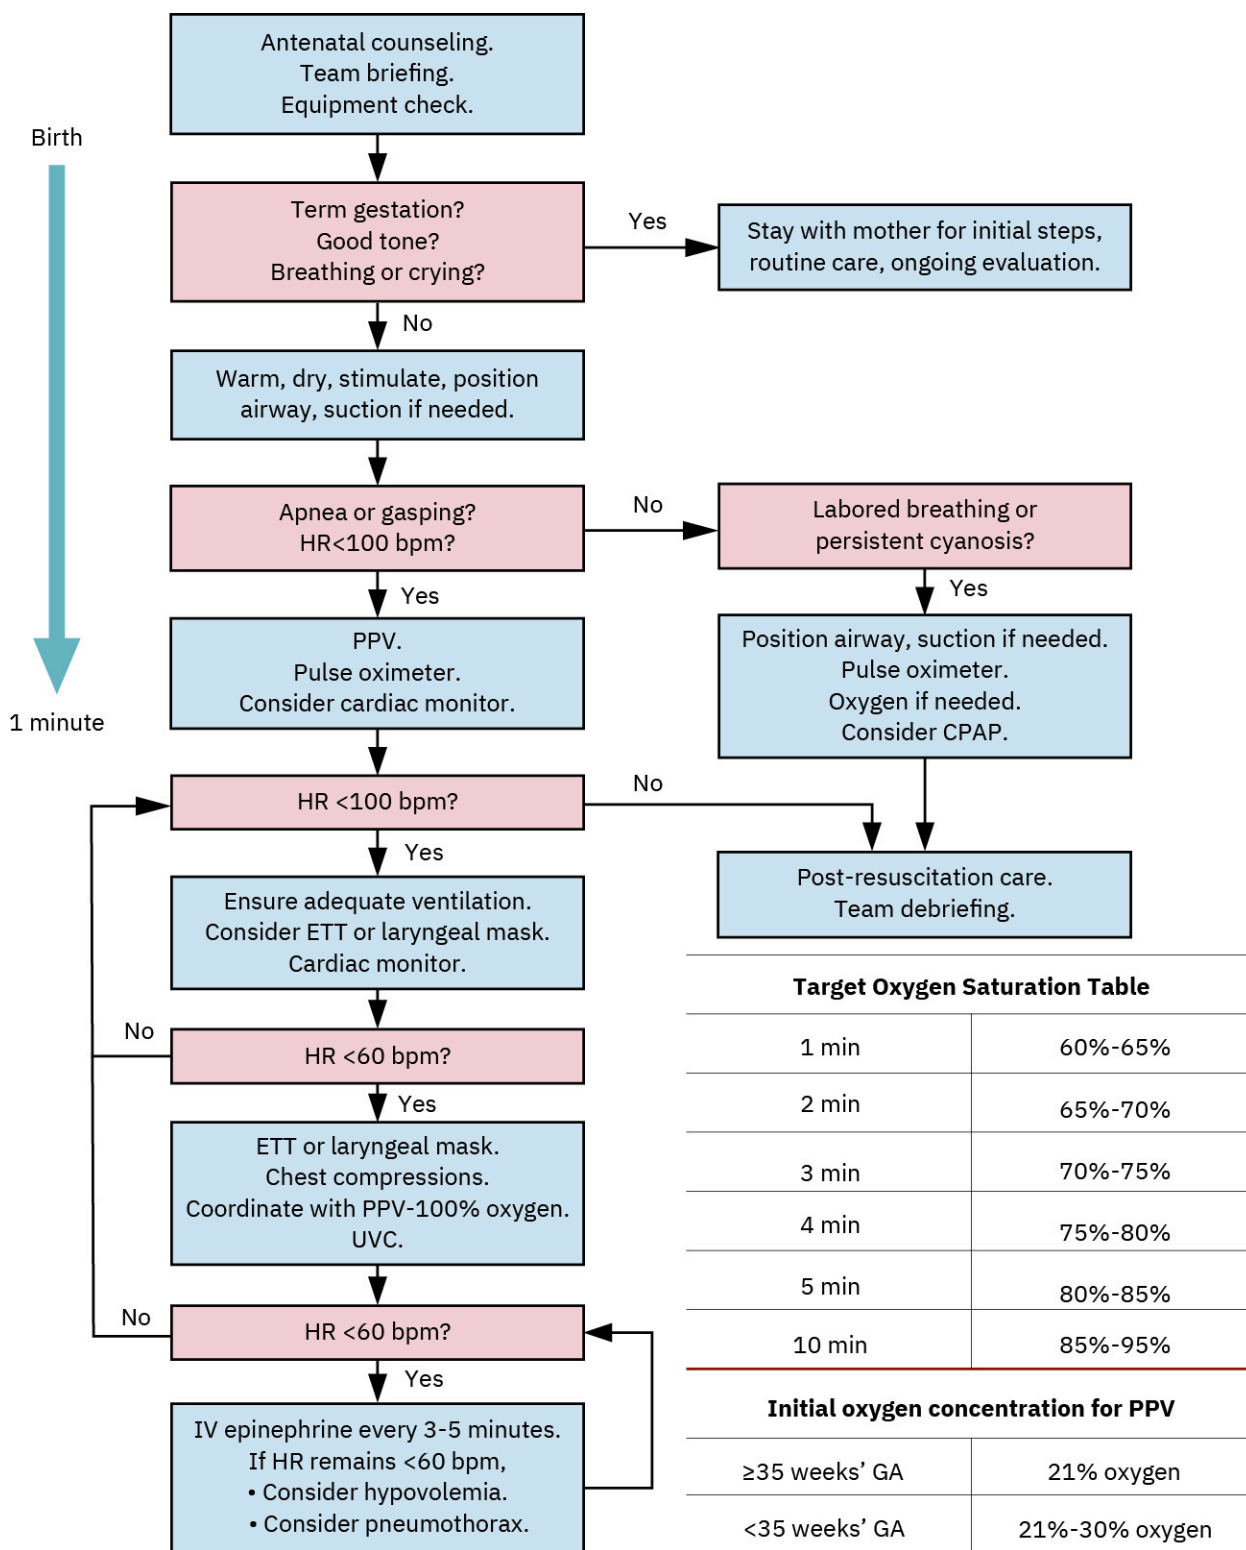 Antenatal counseling.
Team briefing.
Equipment check.
Birth
Term gestation?
Good tone?
Breathing or crying?
Yes
Stay with mother for initial steps,
routine care, ongoing evaluation.
No
Warm, dry, stimulate, position
airway, suction if needed.
Apnea or gasping?
HR<100 bpm?
No
Labored breathing or
persistent cyanosis?
Yes
Yes
PPV.
Pulse oximeter.
Consider cardiac monitor.
Position airway, suction if needed.
Pulse oximeter.
Oxygen if needed.
Consider CPAP.
1 minute
HR <100 bpm?
No
Yes
Post-resuscitation care.
Team debriefing.
Ensure adequate ventilation.
Consider ETT or laryngeal mask.
Cardiac monitor.
No
HR <60 bpm?
Yes
ETT or laryngeal mask.
Chest compressions.
Coordinate with PPV-100% oxygen.
UVC.
No
HR <60 bpm?
Yes
IV epinephrine every 3-5 minutes.
If HR remains <60 bpm,
• Consider hypovolemia.
• Consider pneumothorax.
Target Oxygen Saturation Table
1 min 60%-65%
2 min 65%-70%
3 min 70%-75%
4 min 75%-80%
5 min 80%-85%
10 min 85%-95%
Initial oxygen concentration for PPV
≥35 weeks’ GA 21% oxygen
<35 weeks’ GA 21%-30% oxygen